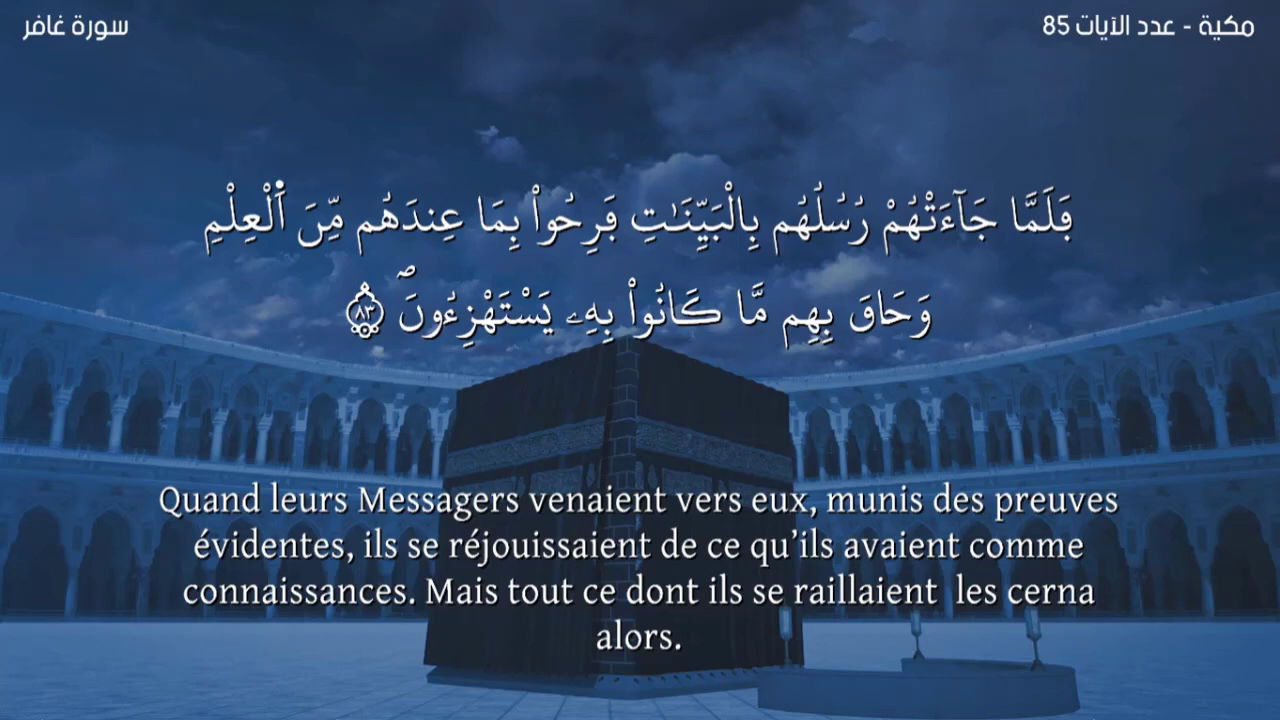 سورة غافر
مكية - عدد الآيات 85
فَلَمَّا جَآءَتْهُمْ رُسُلُهُم بِالْبَيِّنَٰتِ فَرِحُوا۟ بِمَا عِندَهُم مِّنَ اَ۬لْعِلْمِ
وَحَاقَ بِهِم مَّا كَانُوا۟ بِهِۦ يَسْتَهْزِءُونَۖ ٨٣
Quand leurs Messagers venaient vers eux, munis des preuves
évidentes, ils se réjouissaient de ce qu’ils avaient comme
connaissances. Mais tout ce dont ils se raillaient  les cerna
alors.